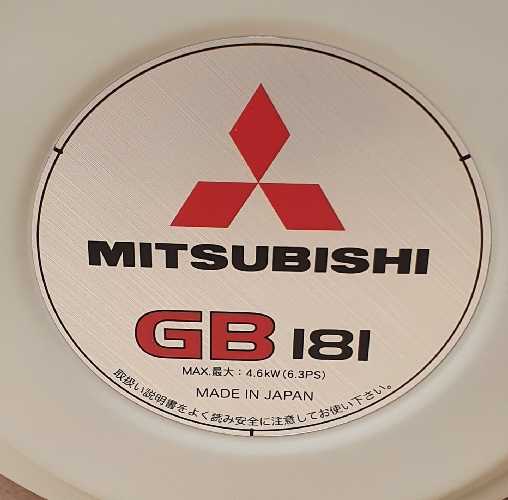 MITSUBISHI
GB 181
MAX.最大：4.6kW(6.3PS)
MADE IN JAPAN
取扱い説明書をよく読み安全に注意してお使い下さい。